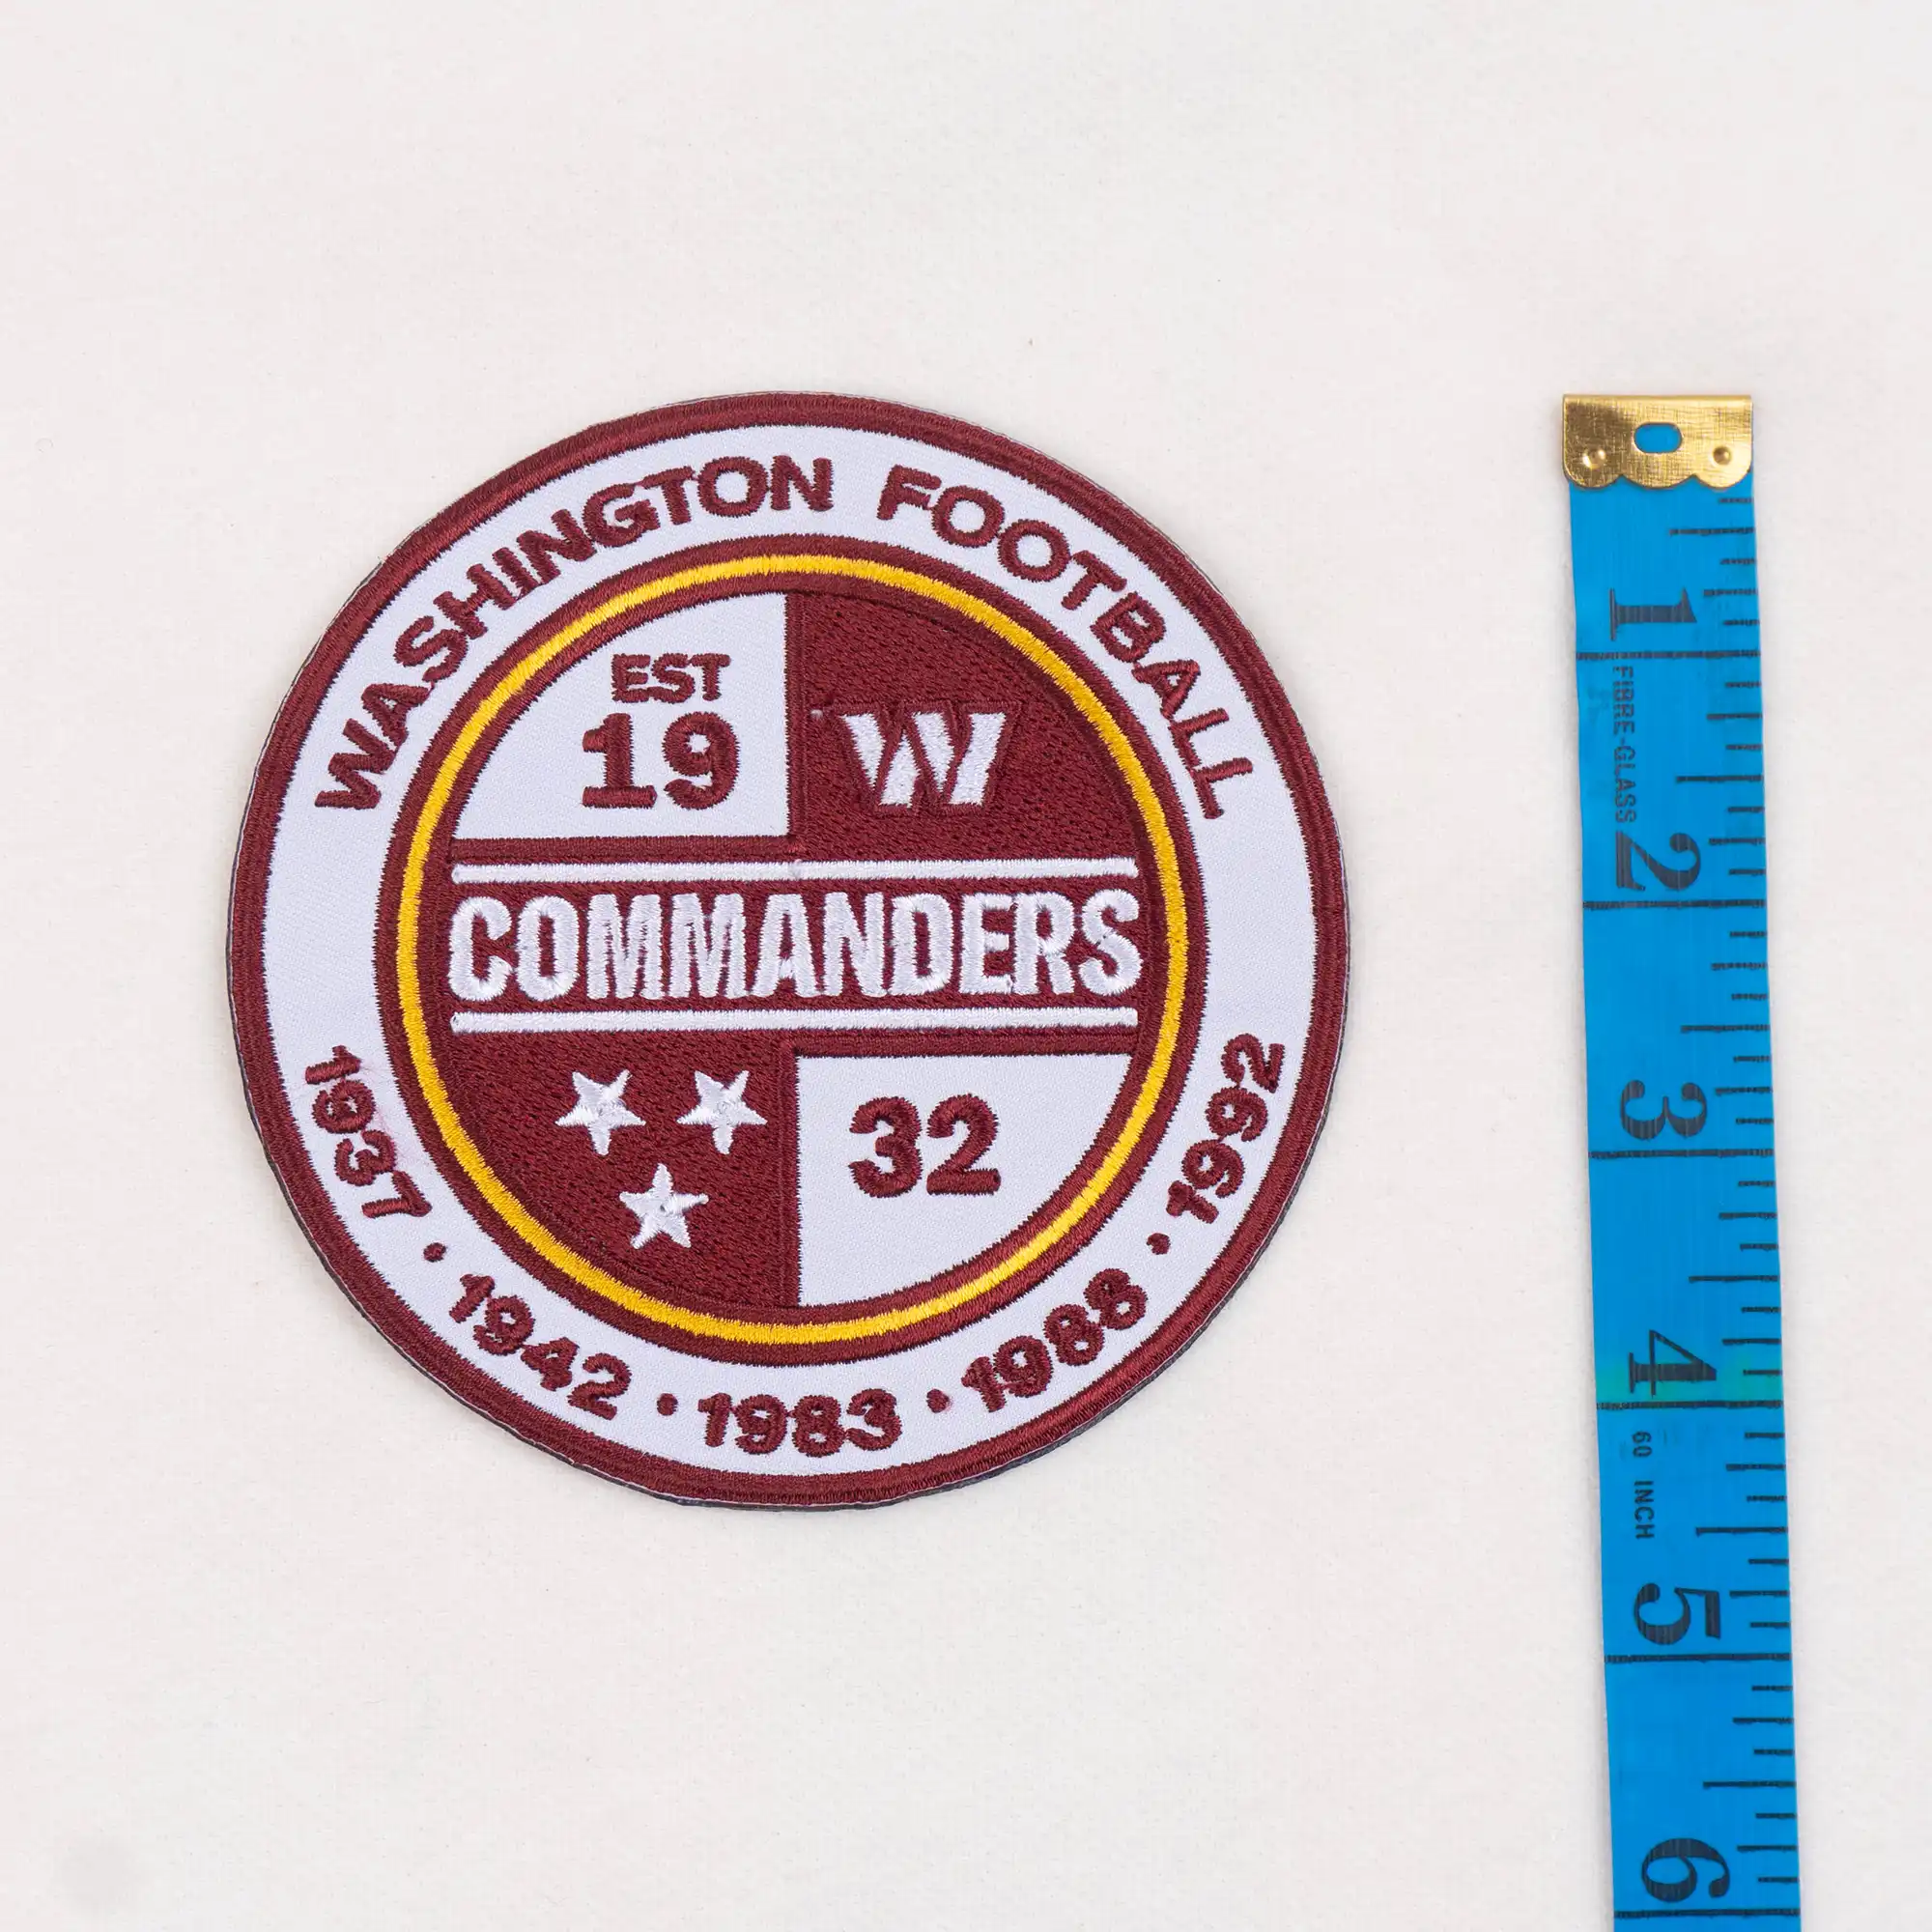 WASHINGTON FOOTBALL
EST
19
W
COMMANDERS
32
1937 • 1942 • 1983 • 1988 • 1992
1
FIBRE-GLASS
2
3
4
60 INCH
5
6